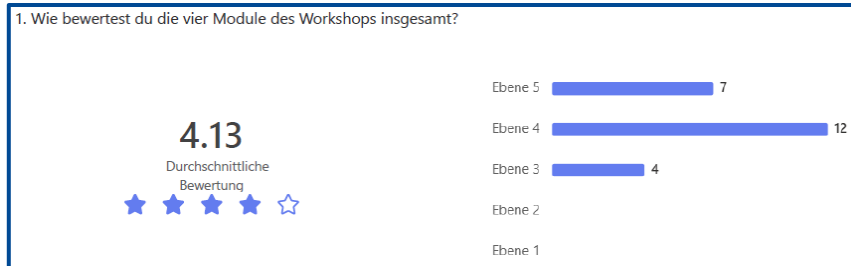 1. Wie bewertest du die vier Module des Workshops insgesamt?
4.13
Durchschnittliche
Bewertung
Ebene 5 7
Ebene 4 12
Ebene 3 4
Ebene 2
Ebene 1